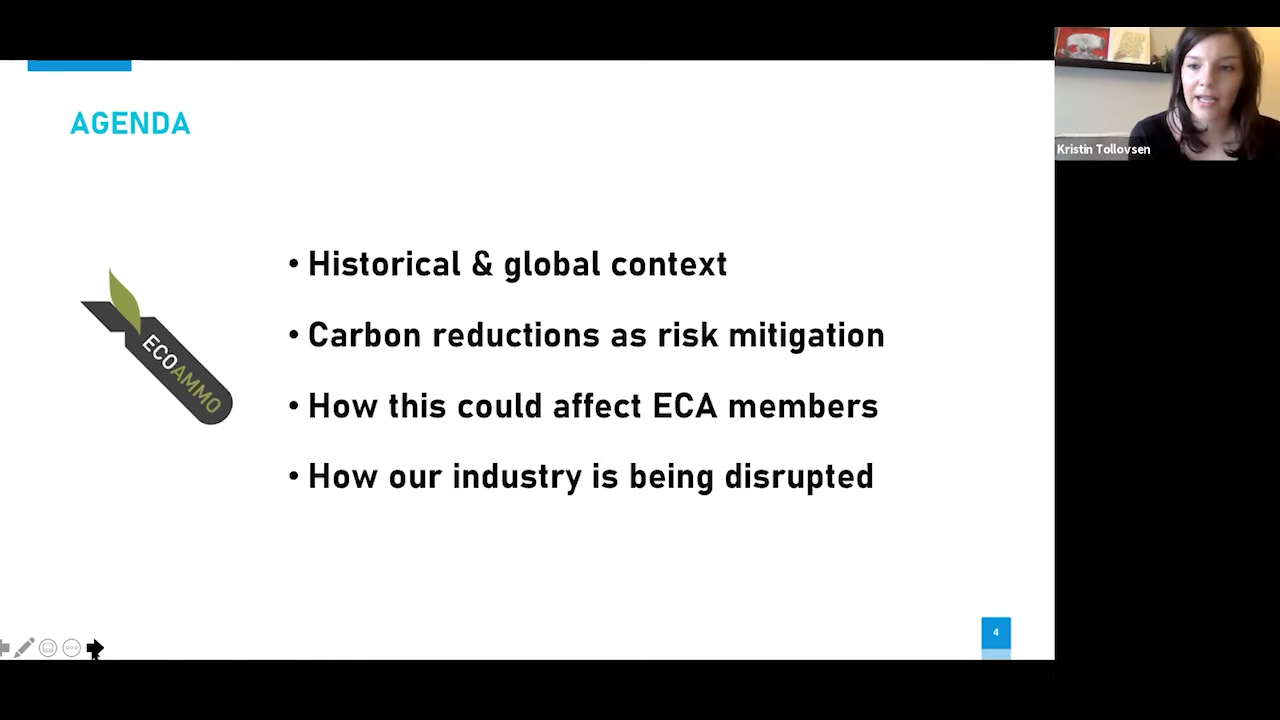 AGENDA
• Historical & global context
• Carbon reductions as risk mitigation
• How this could affect ECA members
• How our industry is being disrupted
ECOAMMO
4
Kristin Tollovsen